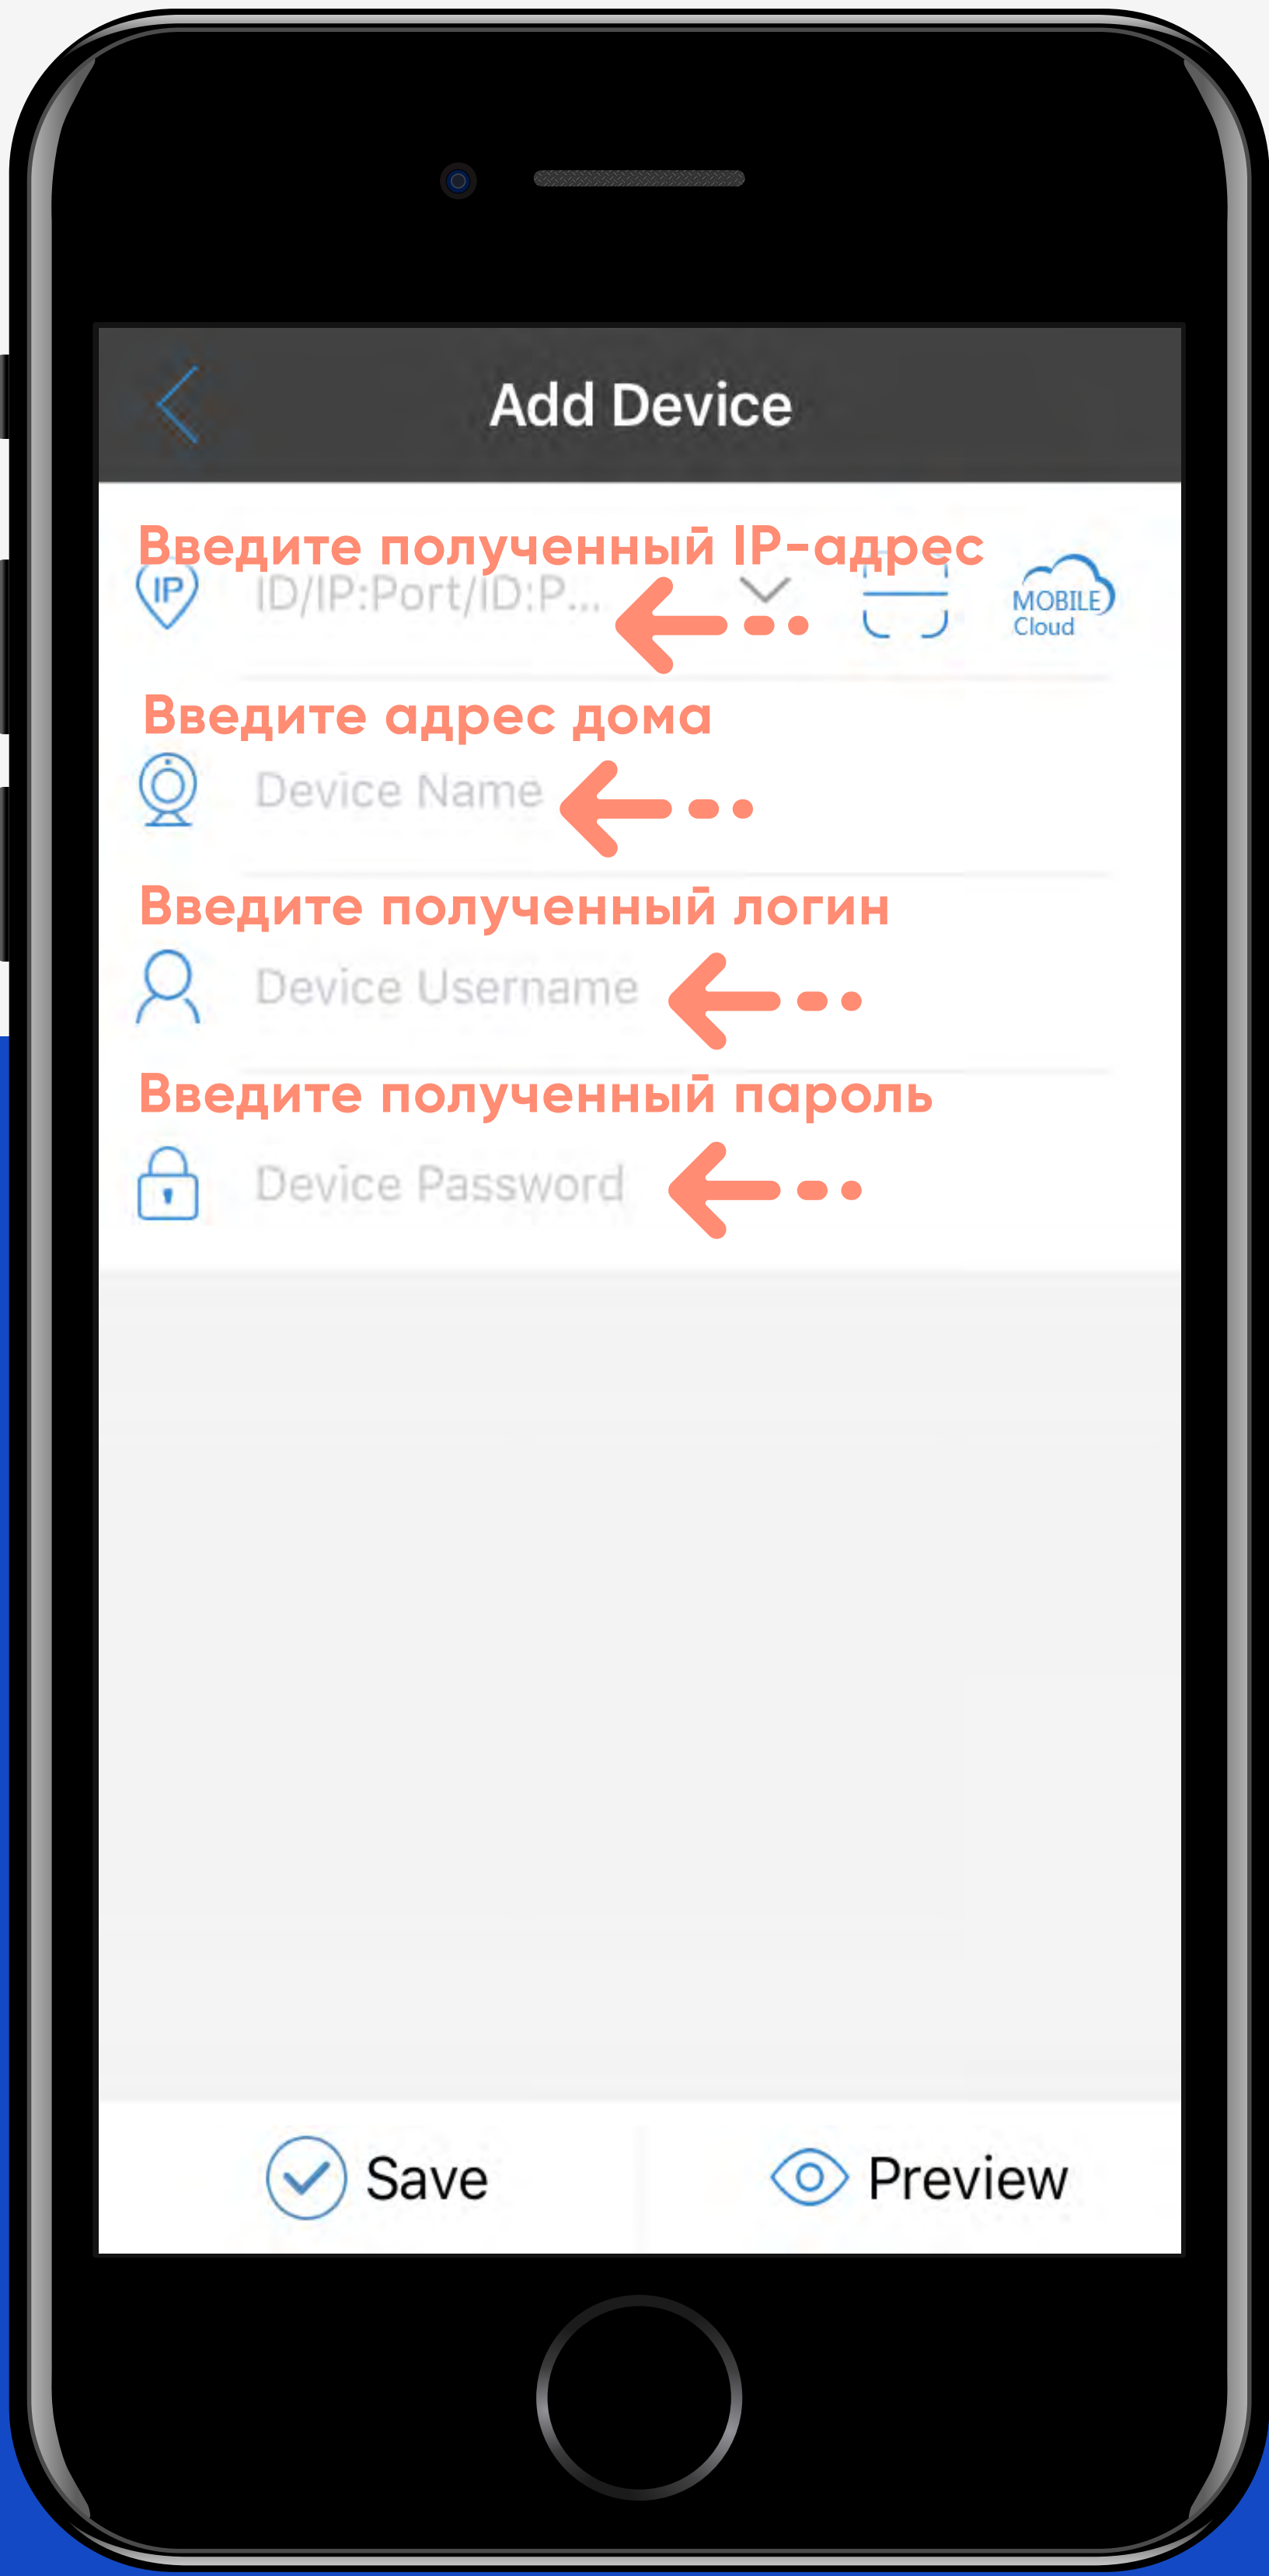 Add Device
Введите полученный IP-адрес
IP ID/IP:Port/ID:P...
MOBILE
Cloud
Введите адрес дома
Device Name
Введите полученный логин
Device Username
Введите полученный пароль
Device Password
Save Preview